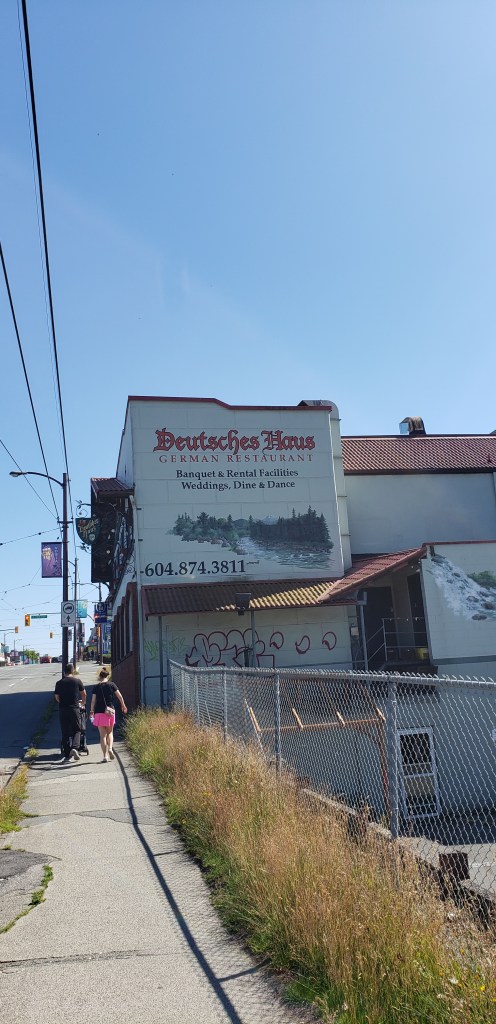 Deutsches Haus
GERMAN RESTAURANT
Banquet & Rental Facilities
Weddings, Dine & Dance
604.874.3811